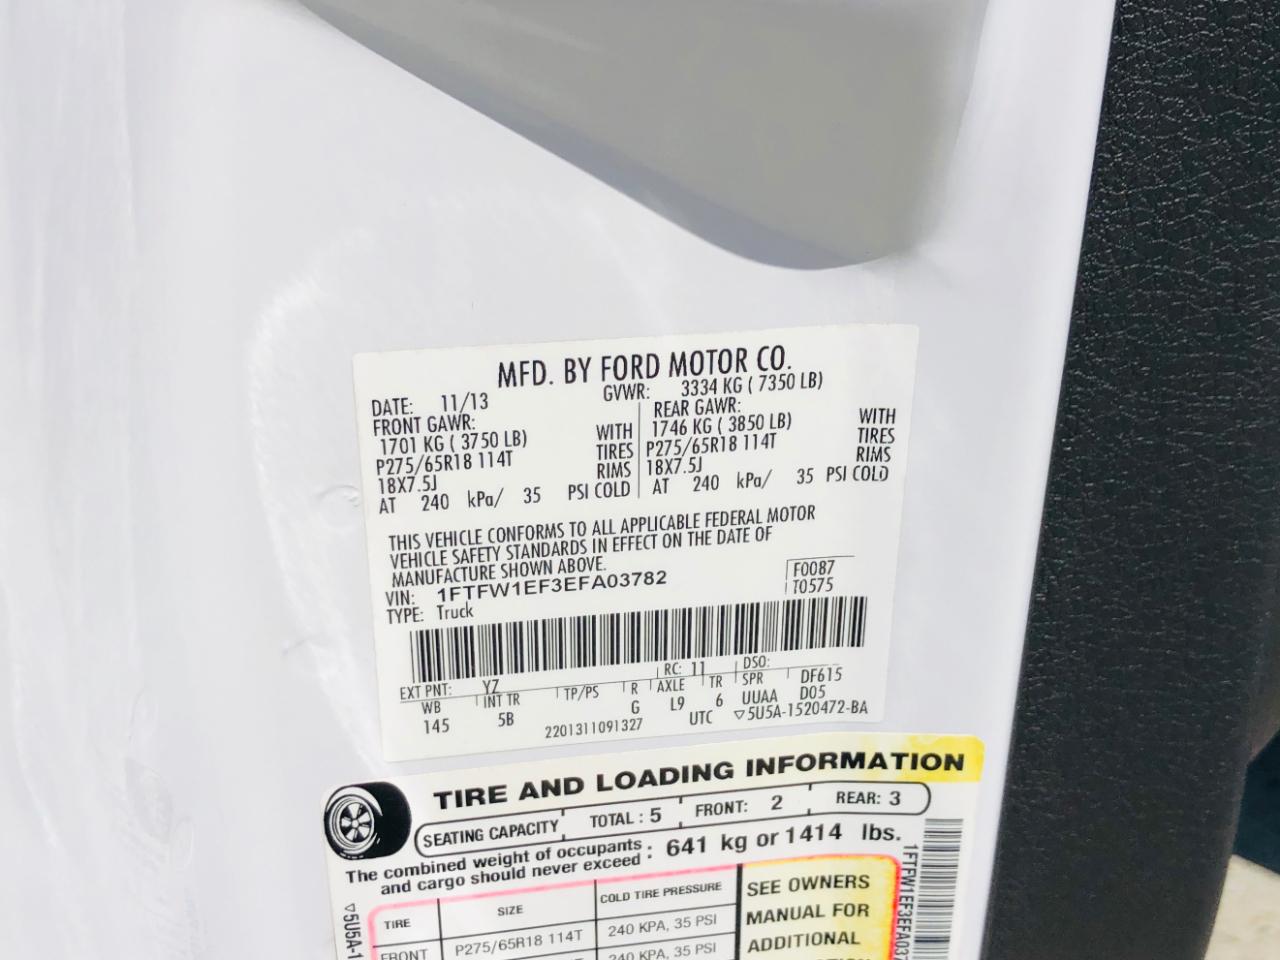 MFD. BY FORD MOTOR CO.
DATE: 11/13 GVWR: 3334 KG ( 7350 LB)
FRONT GAWR: REAR GAWR:
1701 KG ( 3750 LB) WITH 1746 KG ( 3850 LB) WITH
P275/65R18 114T TIRES P275/65R18 114T TIRES
18X7.5J RIMS 18X7.5J RIMS
AT 240 kPa/ 35 PSI COLD AT 240 kPa/ 35 PSI COLD
THIS VEHICLE CONFORMS TO ALL APPLICABLE FEDERAL MOTOR
VEHICLE SAFETY STANDARDS IN EFFECT ON THE DATE OF
MANUFACTURE SHOWN ABOVE.
VIN: 1FTFW1EF3EFA03782 F0087
TYPE: Truck T0575
EXT PNT: YZ RC: 11 DSO:
WB INT TR TP/PS R AXLE TR SPR DF615
145 5B G L9 6 UUAA D05
2201311091327 UTC ▽5U5A-1520472-BA
TIRE AND LOADING INFORMATION
SEATING CAPACITY TOTAL : 5 FRONT: 2 REAR: 3
The combined weight of occupants
and cargo should never exceed : 641 kg or 1414 lbs.
TIRE SIZE COLD TIRE PRESSURE
FRONT P275/65R18 114T 240 KPA, 35 PSI
240 KPA, 35 PSI
SEE OWNERS
MANUAL FOR
ADDITIONAL
▽5U5A-1
1FTFW1EF3EFA037